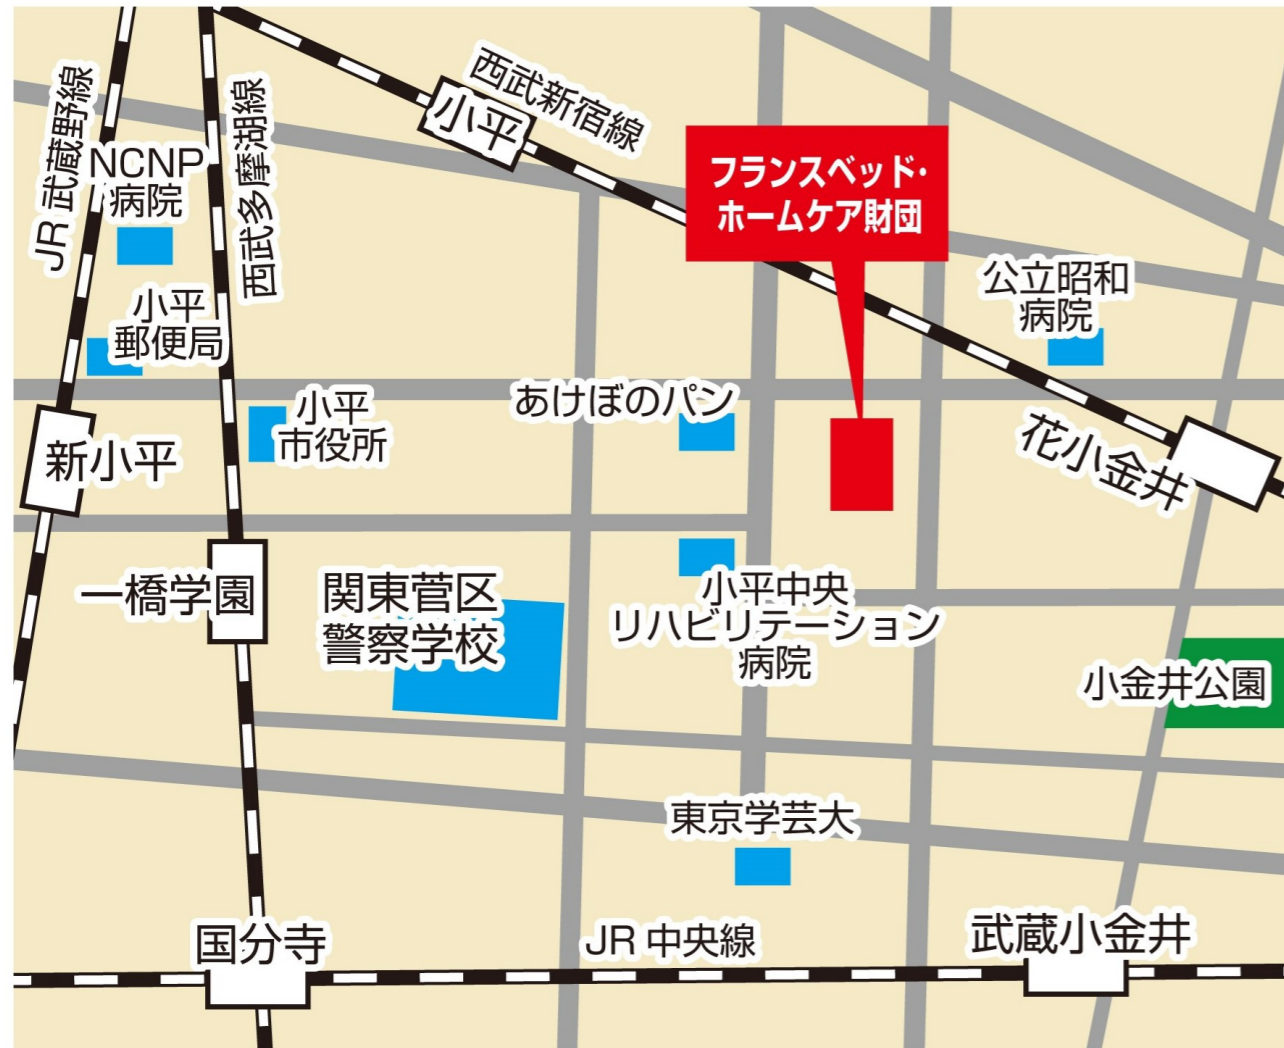 西武新宿線
小平
JR 武蔵野線
西武多摩湖線
NCNP
病院
フランスベッド・
ホームケア財団
公立昭和
病院
小平
郵便局
あけぼのパン
小平
市役所
花小金井
新小平
一橋学園
関東菅区
警察学校
小平中央
リハビリテーション
病院
小金井公園
東京学芸大
国分寺
JR 中央線
武蔵小金井